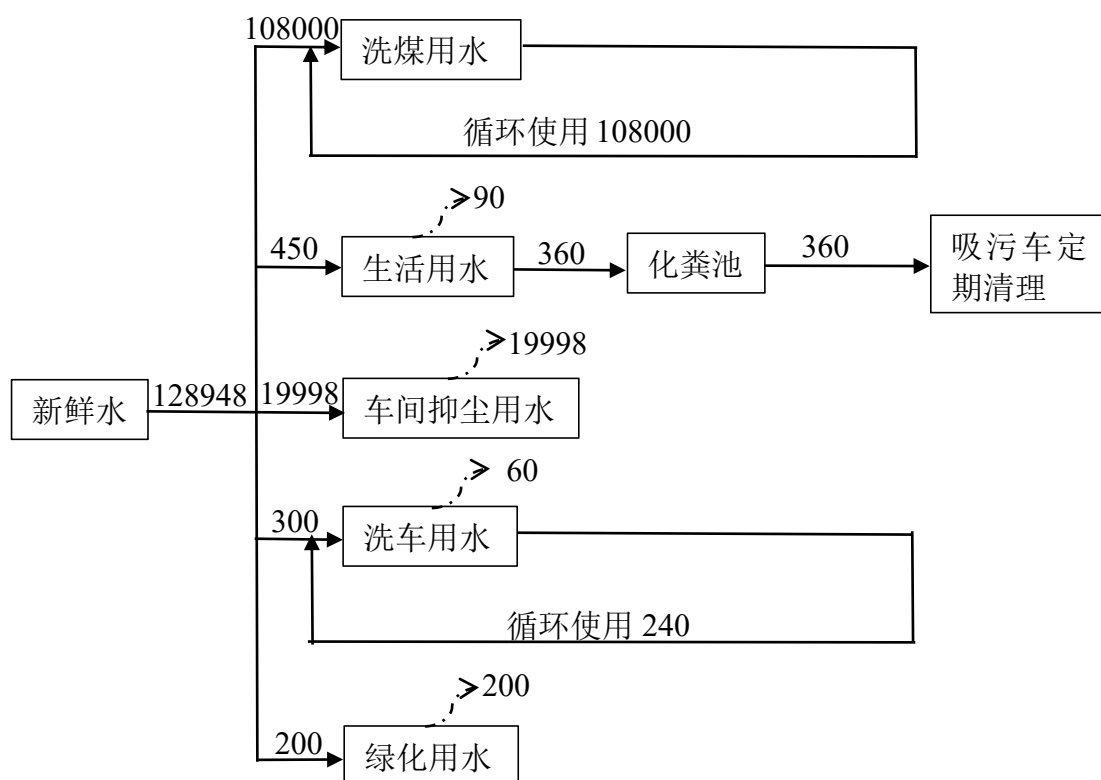 108000
洗煤用水
循环使用 108000
90
450
生活用水
360
化粪池
360
吸污车定
期清理
19998
新鲜水
128948
19998
车间抑尘用水
60
300
洗车用水
循环使用 240
200
200
绿化用水